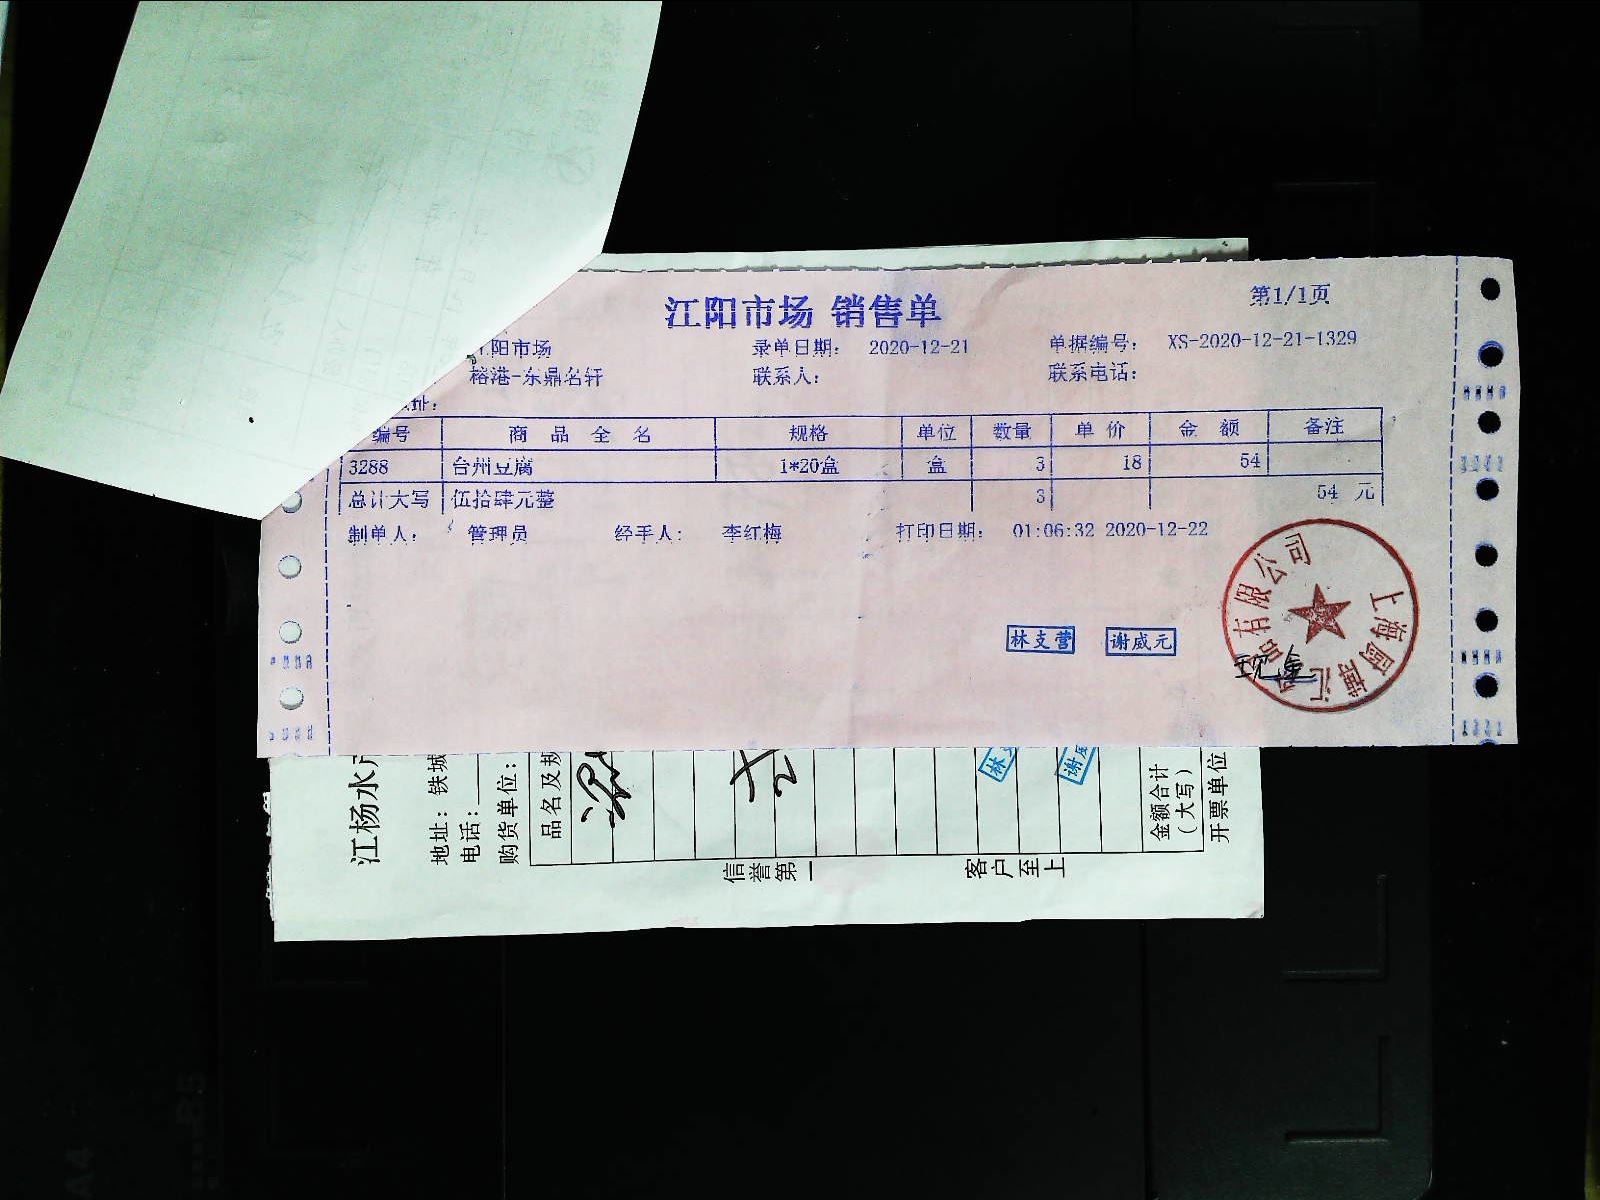 江阳市场 销售单
第1/1页
阳市场 录单日期: 2020-12-21 单据编号: XS-2020-12-21-1329
榕港-东鼎名轩 联系人: 联系电话:
址:
编号 商品全名 规格 单位 数量 单价 金额 备注
3288 台州豆腐 1*20盒 盒 3 18 54
总计大写 伍拾肆元整 3 54 元
制单人: 管理员 经手人: 李红梅 打印日期: 01:06:32 2020-12-22
林支营 谢威元
现金
江杨水产
地址: 铁城
电话:
购货单位:
品名及规
金额合计
(大写)
开票单位
信誉第一
客户至上
A4